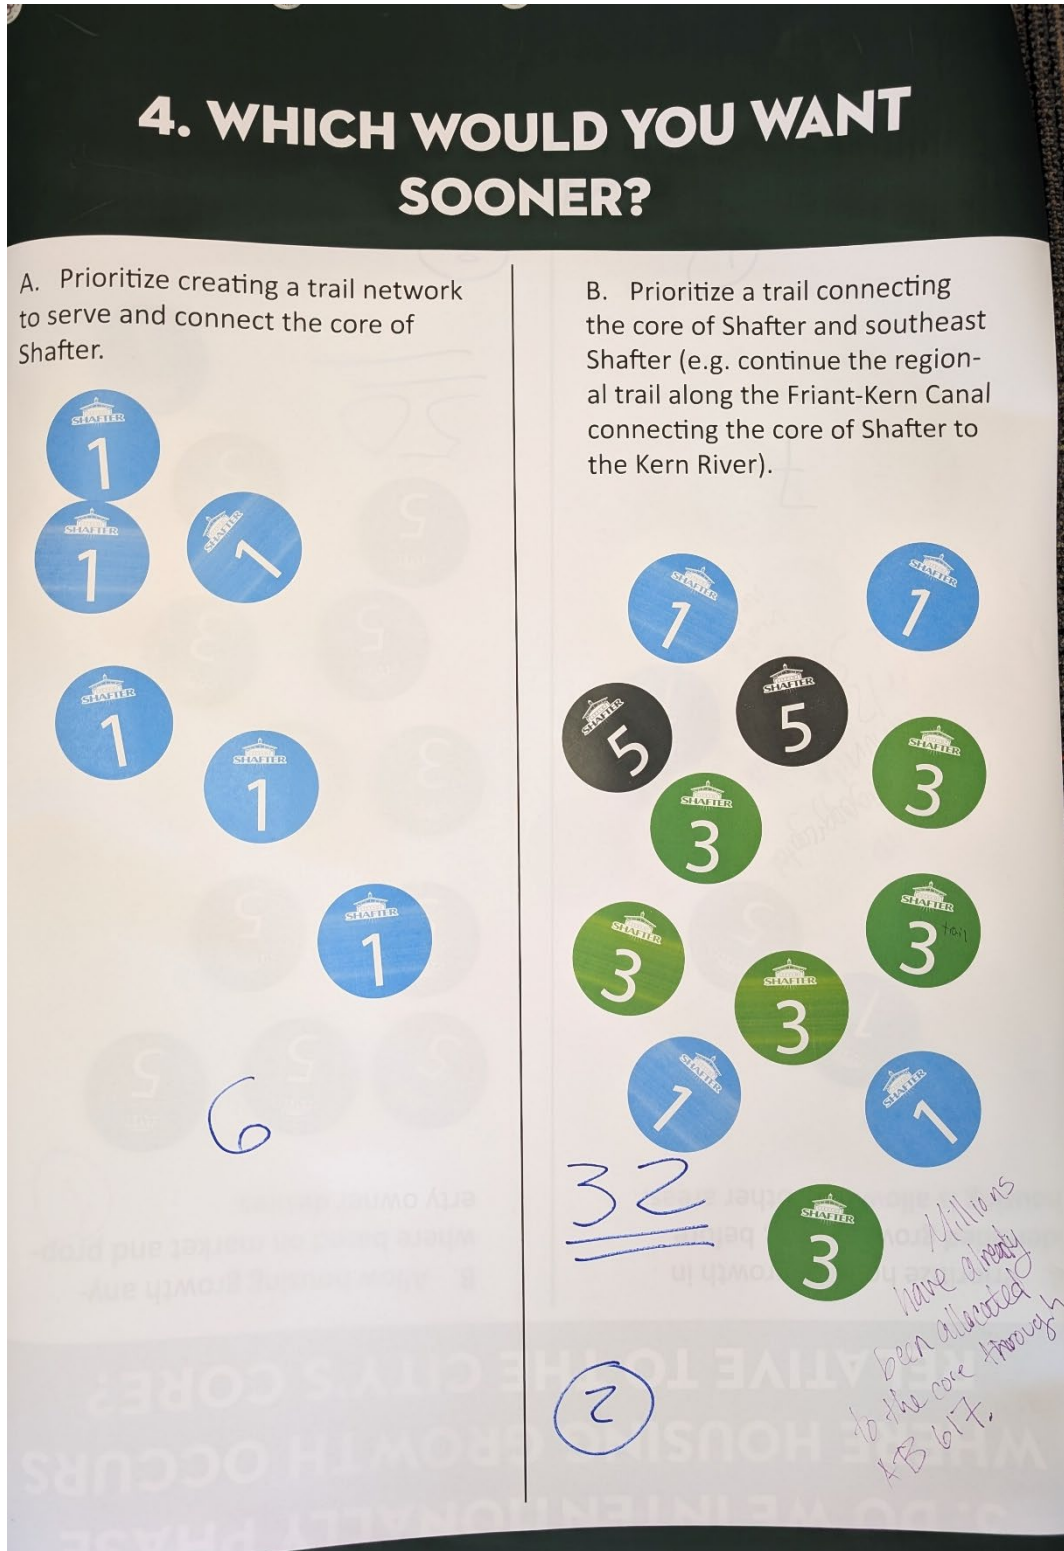 4. WHICH WOULD YOU WANT
SOONER?
A. Prioritize creating a trail network
to serve and connect the core of
Shafter.
SHAFTER
1
SHAFTER
1
SHAFTER
1
SHAFTER
1
SHAFTER
1
SHAFTER
1
6
B. Prioritize a trail connecting
the core of Shafter and southeast
Shafter (e.g. continue the region-
al trail along the Friant-Kern Canal
connecting the core of Shafter to
the Kern River).
SHAFTER
1
SHAFTER
1
SHAFTER
5
SHAFTER
5
SHAFTER
3
SHAFTER
3
SHAFTER
3
SHAFTER
3 trail
SHAFTER
3
SHAFTER
1
SHAFTER
1
32
SHAFTER
3
Millions
have already
been allocated
to the core through
AB 617.
2